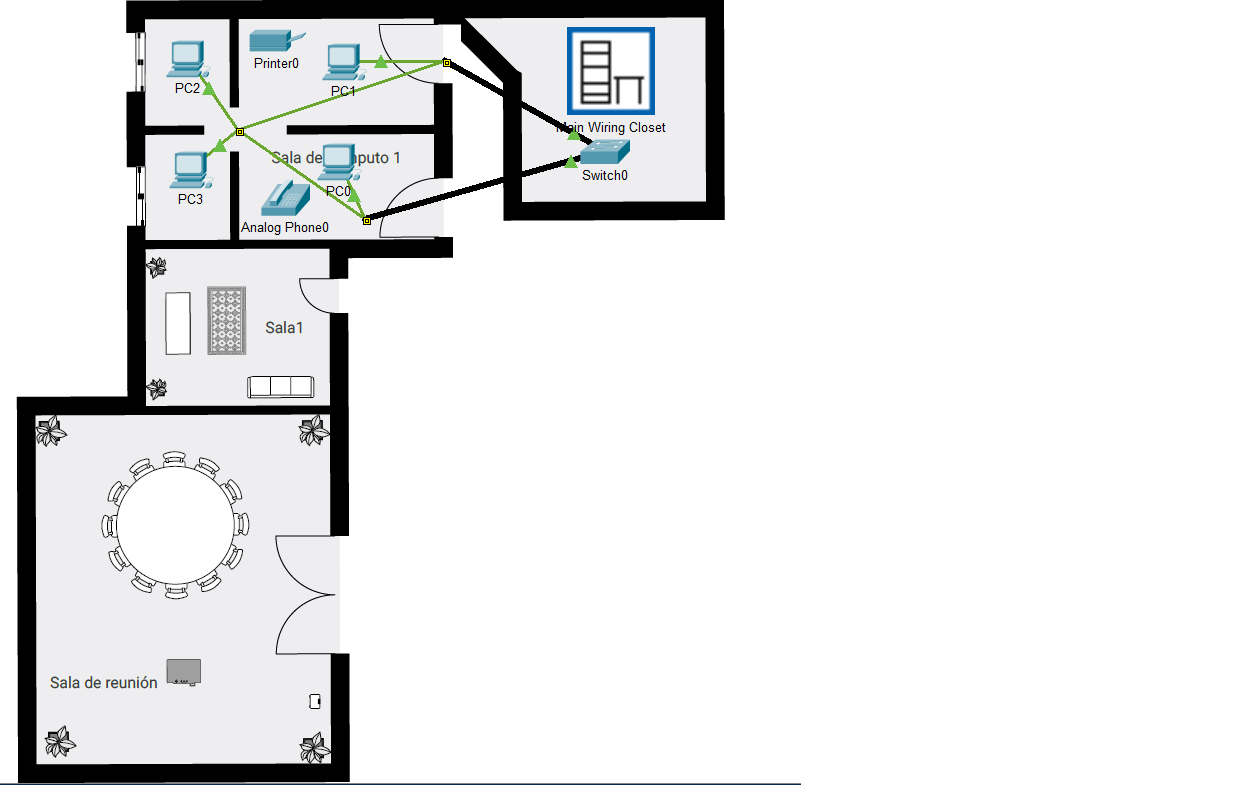 Printer0
PC2
PC1
Main Wiring Closet
Sala de
puto 1
Switch0
PC3
PC0
Analog Phone0
Sala1
Sala de reunión